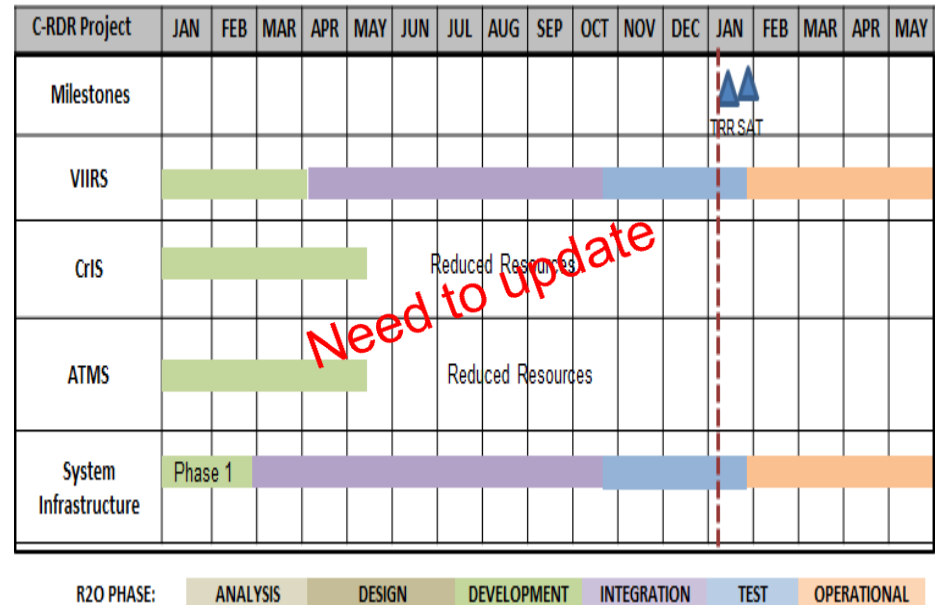 C-RDR Project JAN FEB MAR APR MAY JUN JUL AUG SEP OCT NOV DEC JAN FEB MAR APR MAY
Milestones
TRR SAT
VIIRS
CrIS
Reduced Resources
Need to update
ATMS
Reduced Resources
System
Infrastructure
Phase 1
R2O PHASE: ANALYSIS DESIGN DEVELOPMENT INTEGRATION TEST OPERATIONAL